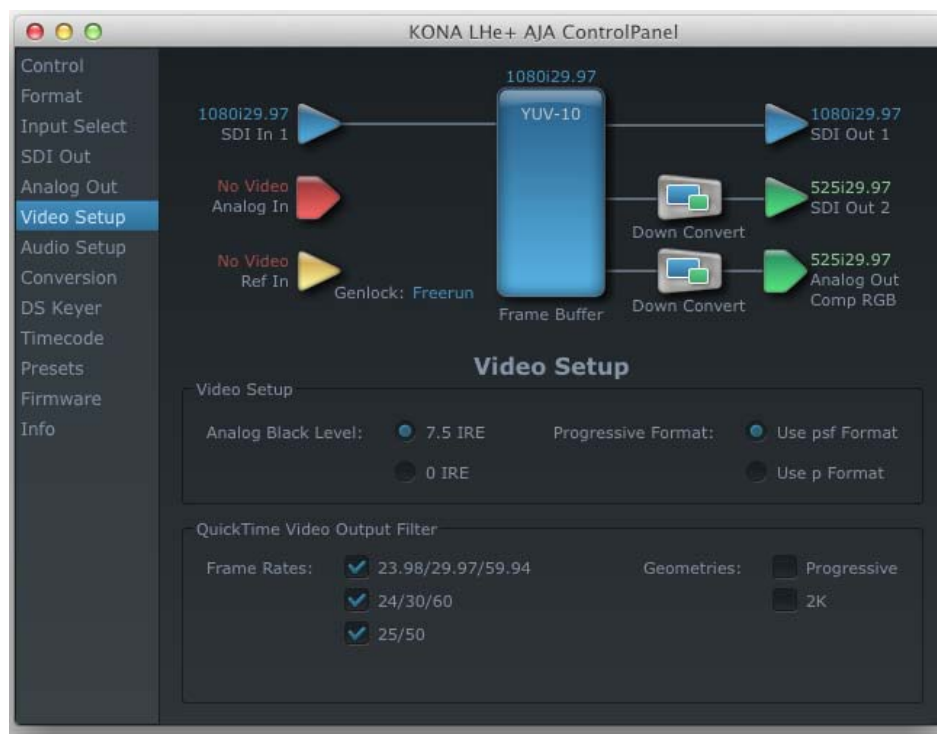 KONA LHe+ AJA ControlPanel
Control
Format
Input Select
SDI Out
Analog Out
Video Setup
Audio Setup
Conversion
DS Keyer
Timecode
Presets
Firmware
Info
1080i29.97
YUV-10
Frame Buffer
1080i29.97
SDI In 1
No Video
Analog In
No Video
Ref In
Genlock: Freerun
1080i29.97
SDI Out 1
Down Convert
525i29.97
SDI Out 2
Down Convert
525i29.97
Analog Out
Comp RGB
Video Setup
Video Setup
Analog Black Level: 7.5 IRE Progressive Format: Use psf Format
0 IRE Use p Format
QuickTime Video Output Filter
Frame Rates: 23.98/29.97/59.94 Geometries: Progressive
24/30/60 2K
25/50